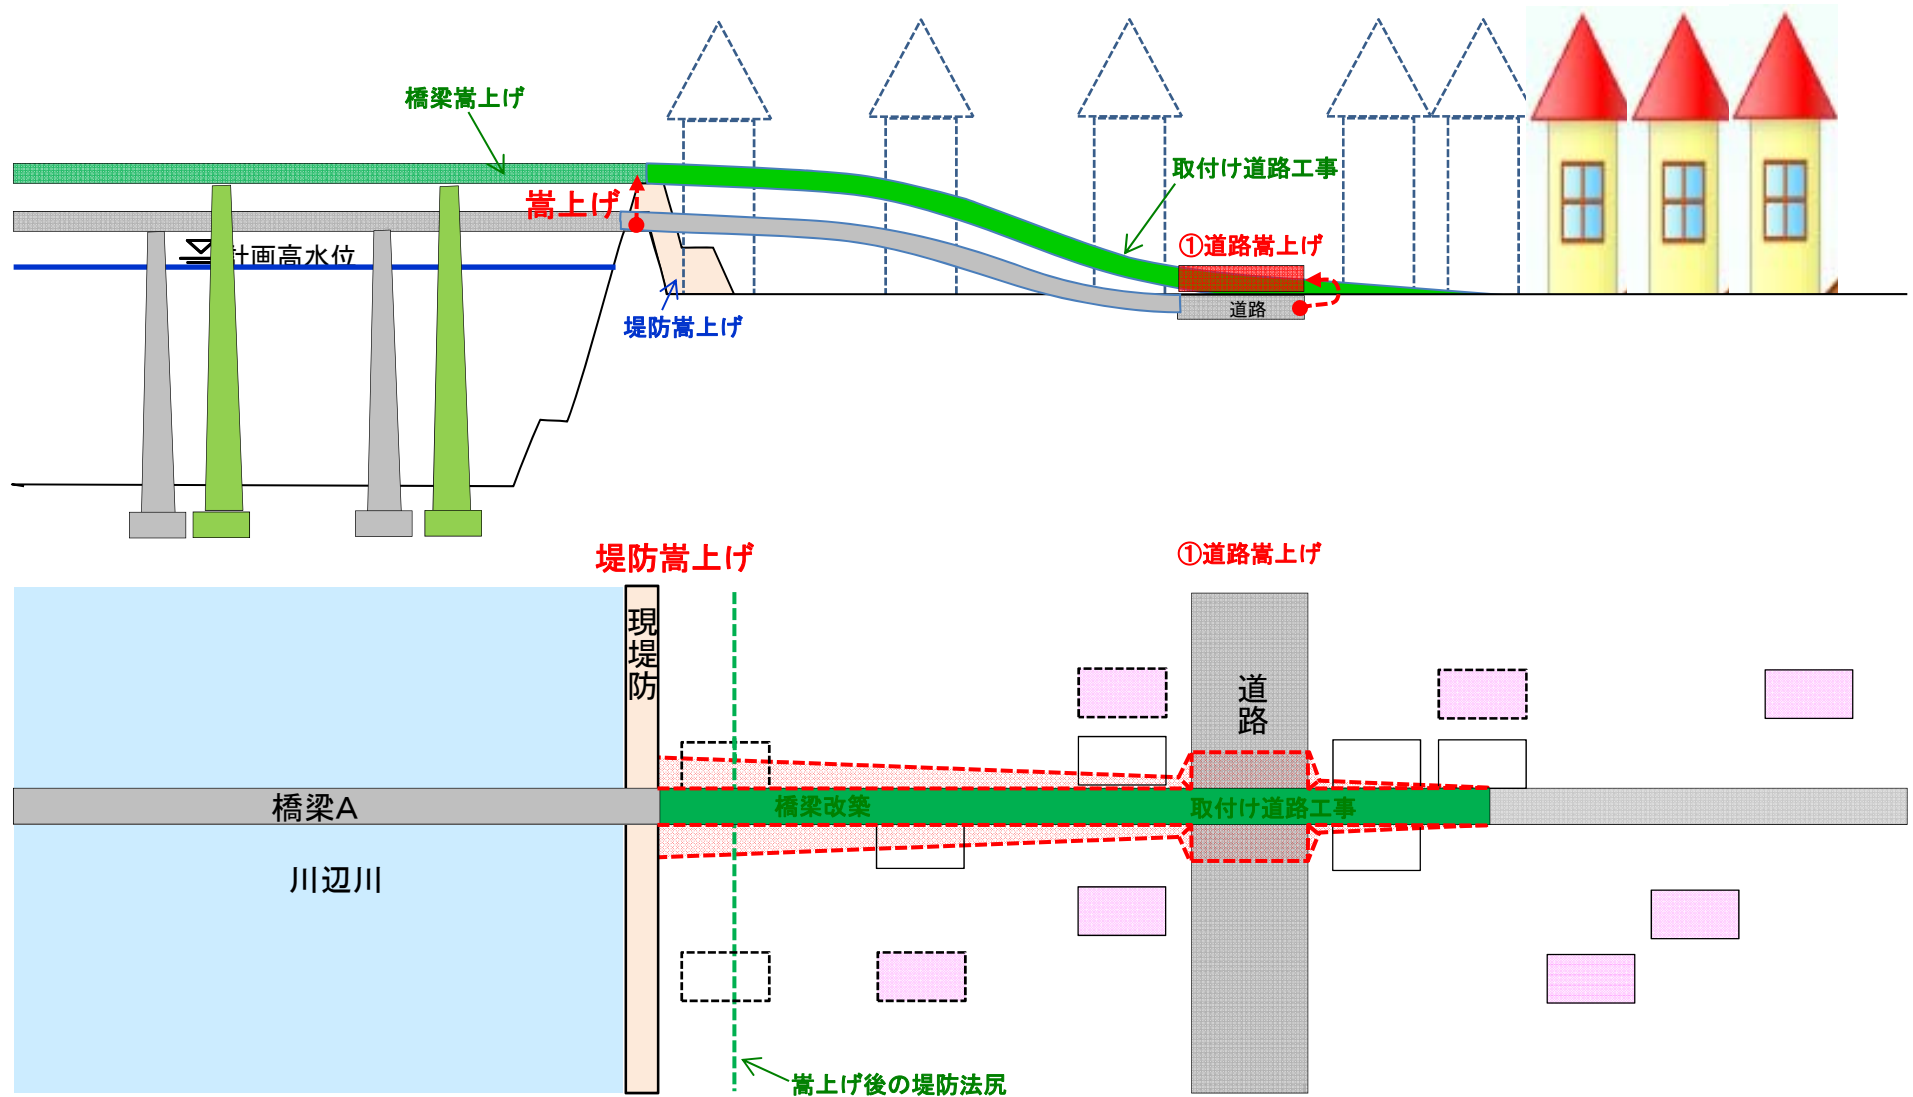 橋梁嵩上げ
取付け道路工事
嵩上げ
①道路嵩上げ
計画高水位
道路
堤防嵩上げ
堤防嵩上げ
①道路嵩上げ
現堤防
道路
橋梁A
橋梁改築
取付け道路工事
川辺川
嵩上げ後の堤防法尻